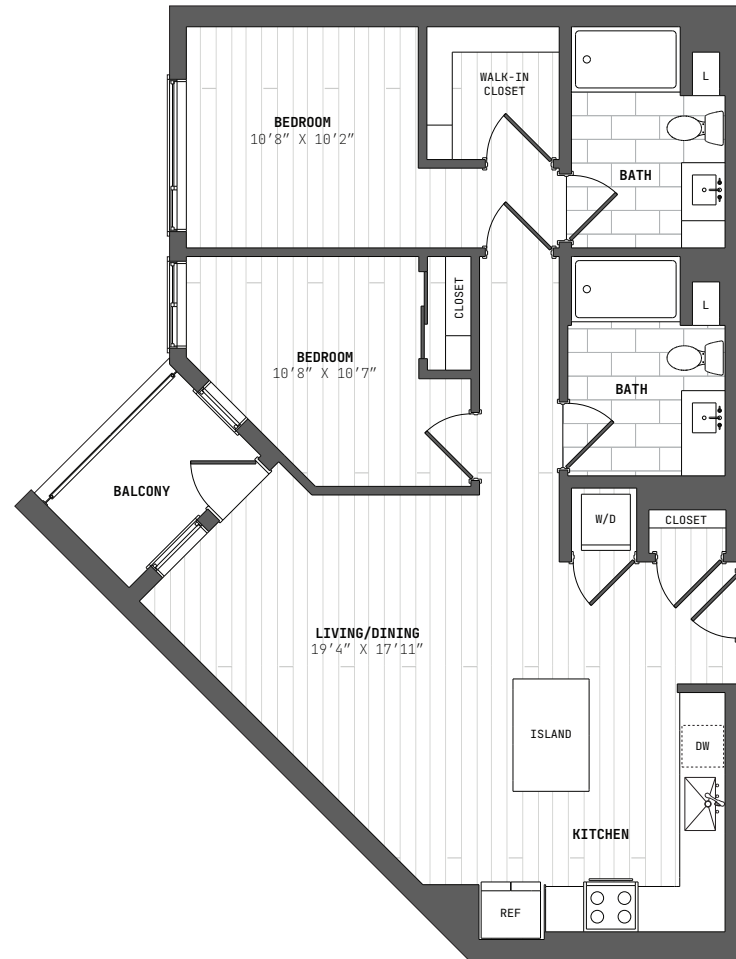 WALK-IN
CLOSET
L
BEDROOM
10’8” X 10’2”
BATH
CLOSET
L
BEDROOM
10’8” X 10’7”
BATH
BALCONY
W/D
CLOSET
LIVING/DINING
19’4” X 17’11”
ISLAND
DW
KITCHEN
REF